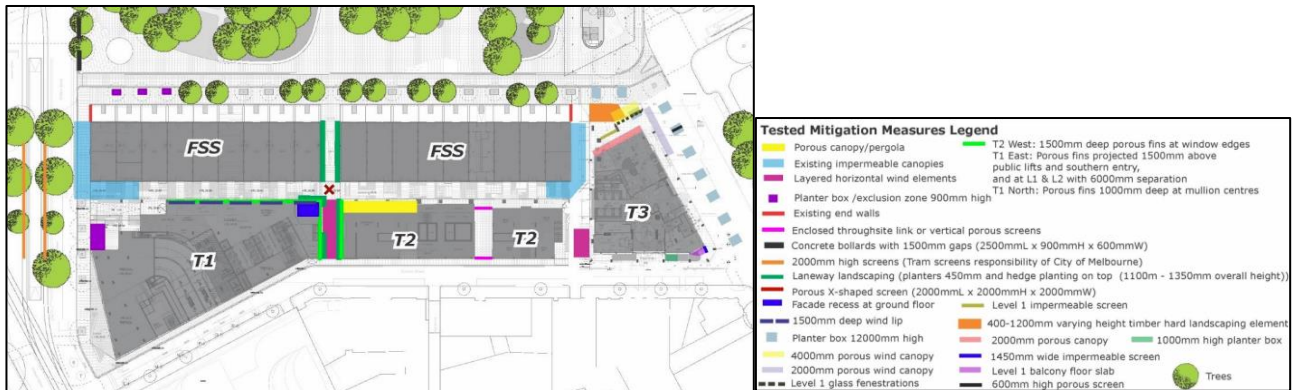 FSS
FSS
T1
T2
T2
T3
Tested Mitigation Measures Legend
Porous canopy/pergola
Existing impermeable canopies
Layered horizontal wind elements
T2 West: 1500mm deep porous fins at window edges
T1 East: Porous fins projected 1500mm above
public lifts and southern entry,
and at L1 & L2 with 6000mm separation
T1 North: Porous fins 1000mm deep at mullion centres
Planter box /exclusion zone 900mm high
Existing end walls
Enclosed throughsite link or vertical porous screens
Concrete bollards with 1500mm gaps (2500mmL x 900mmH x 600mmW)
2000mm high screens (Tram screens responsibility of City of Melbourne)
Laneway landscaping (planters 450mm and hedge planting on top (1100m - 1350mm overall height))
Porous X-shaped screen (2000mmL x 2000mmH x 2000mmW)
Facade recess at ground floor
Level 1 impermeable screen
1500mm deep wind lip
400-1200mm varying height timber hard landscaping element
Planter box 12000mm high
2000mm porous canopy
1000mm high planter box
4000mm porous wind canopy
1450mm wide impermeable screen
2000mm porous wind canopy
Level 1 balcony floor slab
Trees
Level 1 glass fenestrations
600mm high porous screen